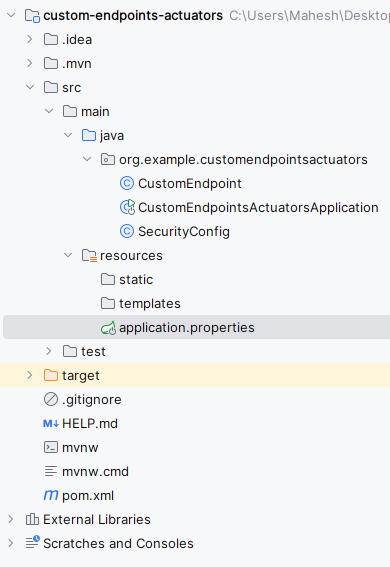 custom-endpoints-actuators C:\Users\Mahesh\Desktop
.idea
.mvn
src
main
java
org.example.customendpointsactuators
CustomEndpoint
CustomEndpointsActuatorsApplication
SecurityConfig
resources
static
templates
application.properties
test
target
.gitignore
M↓ HELP.md
mvnw
mvnw.cmd
m pom.xml
External Libraries
Scratches and Consoles